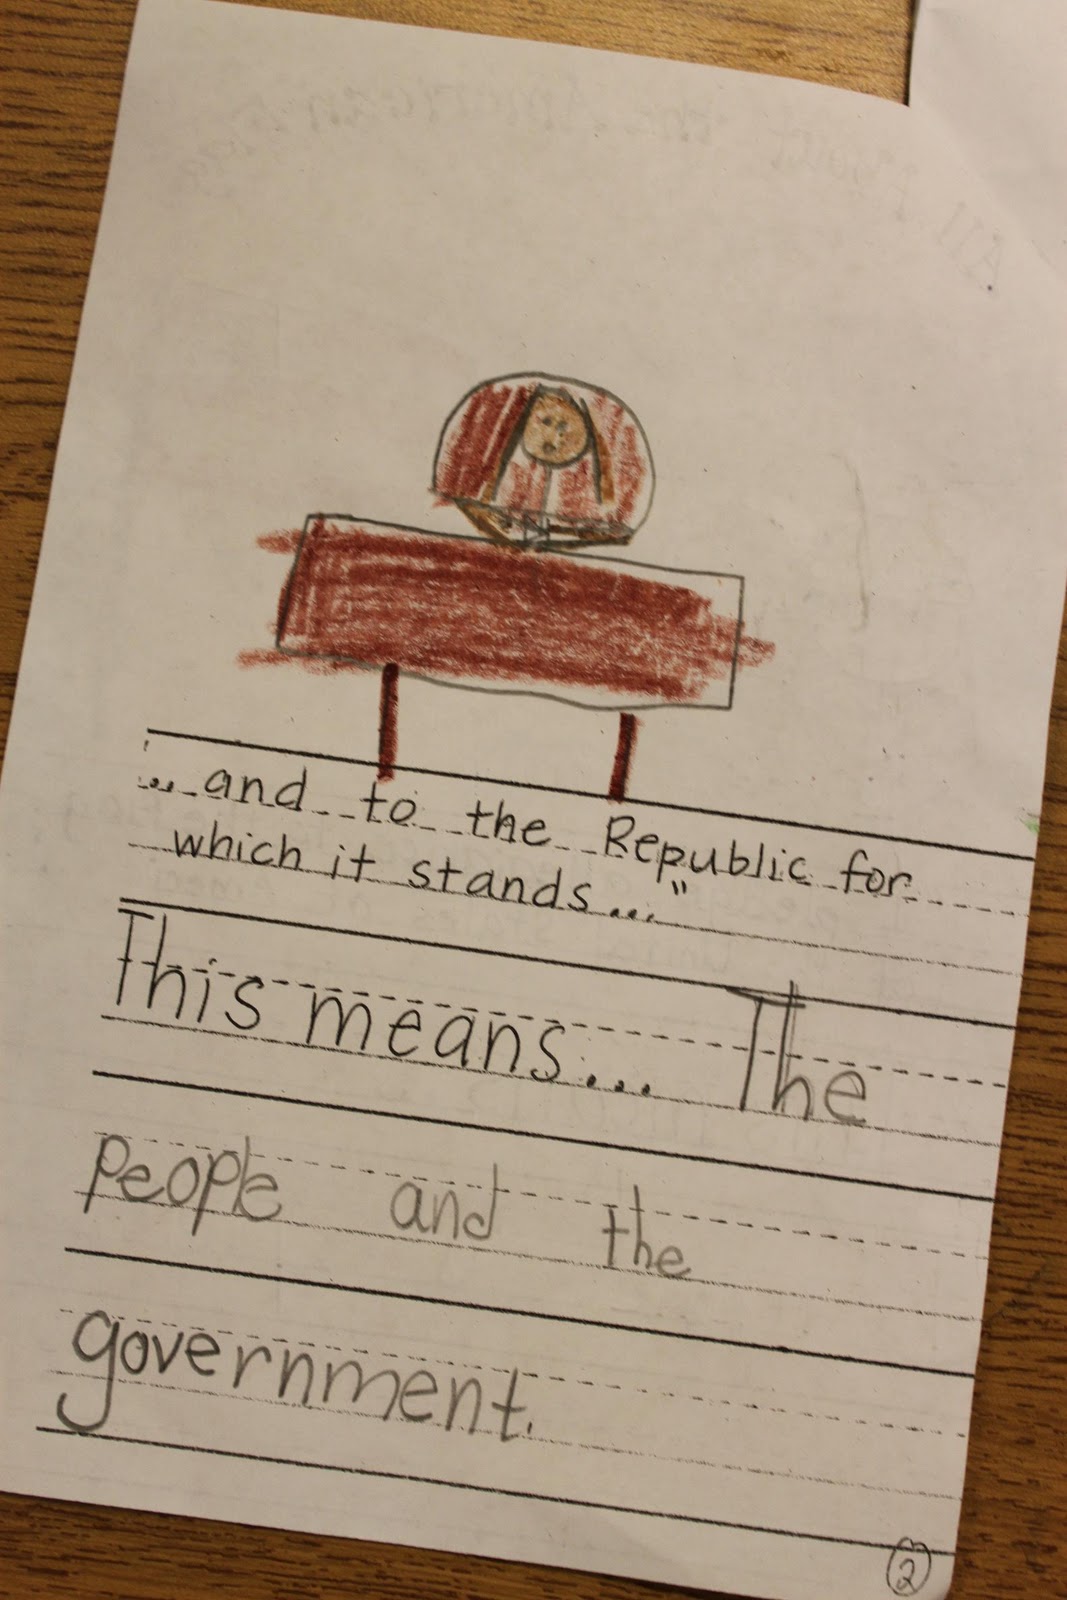 ...and to the Republic for
which it stands..."
This means... The
people and the
government.
2